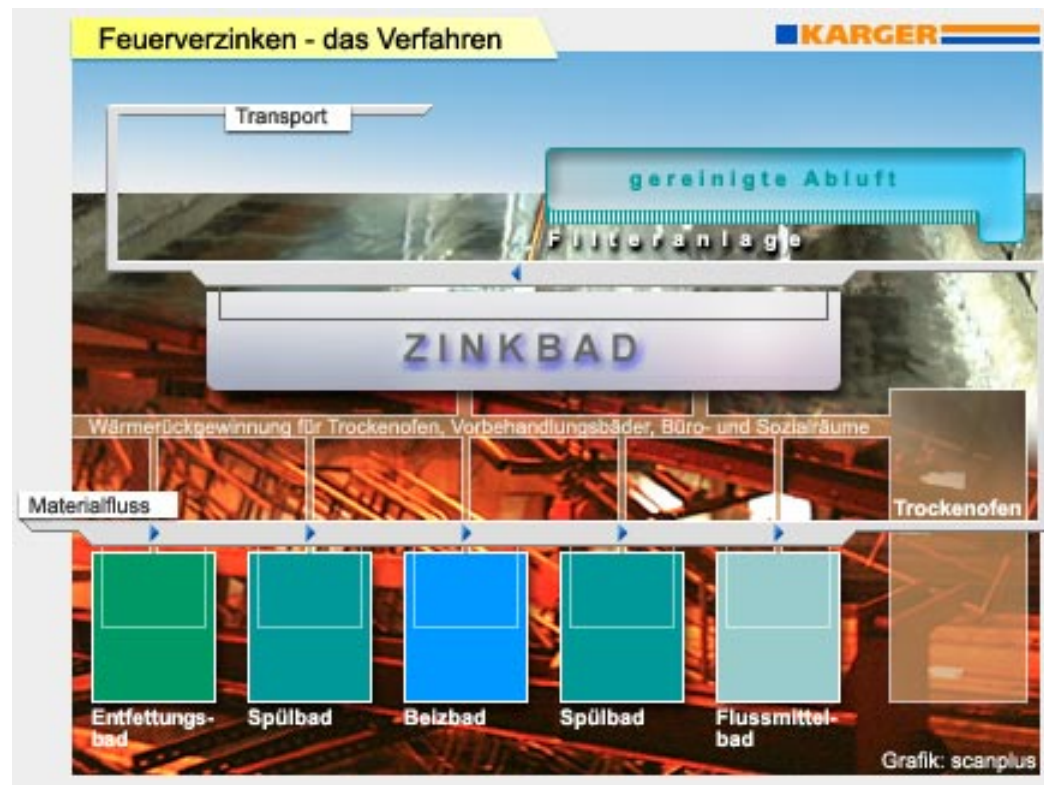 Feuerverzinken - das Verfahren
KARGER
Transport
gereinigte Abluft
Filteranlage
ZINKBAD
Wärmerückgewinnung für Trockenofen, Vorbehandlungsbäder, Büro- und Sozialräume
Materialfluss
Trockenofen
Entfettungs-
bad
Spülbad
Beizbad
Spülbad
Flussmittel-
bad
Grafik: scanplus